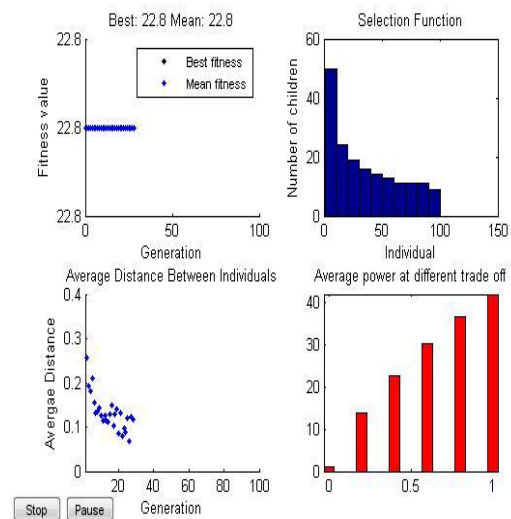 Best: 22.8 Mean: 22.8
22.8
22.8
22.8
Fitness value
Best fitness
Mean fitness
0 50 100
Generation
Selection Function
60
40
20
0
Number of children
0 50 100 150
Individual
Average Distance Between Individuals
0.4
0.3
0.2
0.1
0
Avergae Distance
20 40 60 80 100
Generation
Average power at different trade off
40
30
20
10
0
0 0.5 1
Stop
Pause